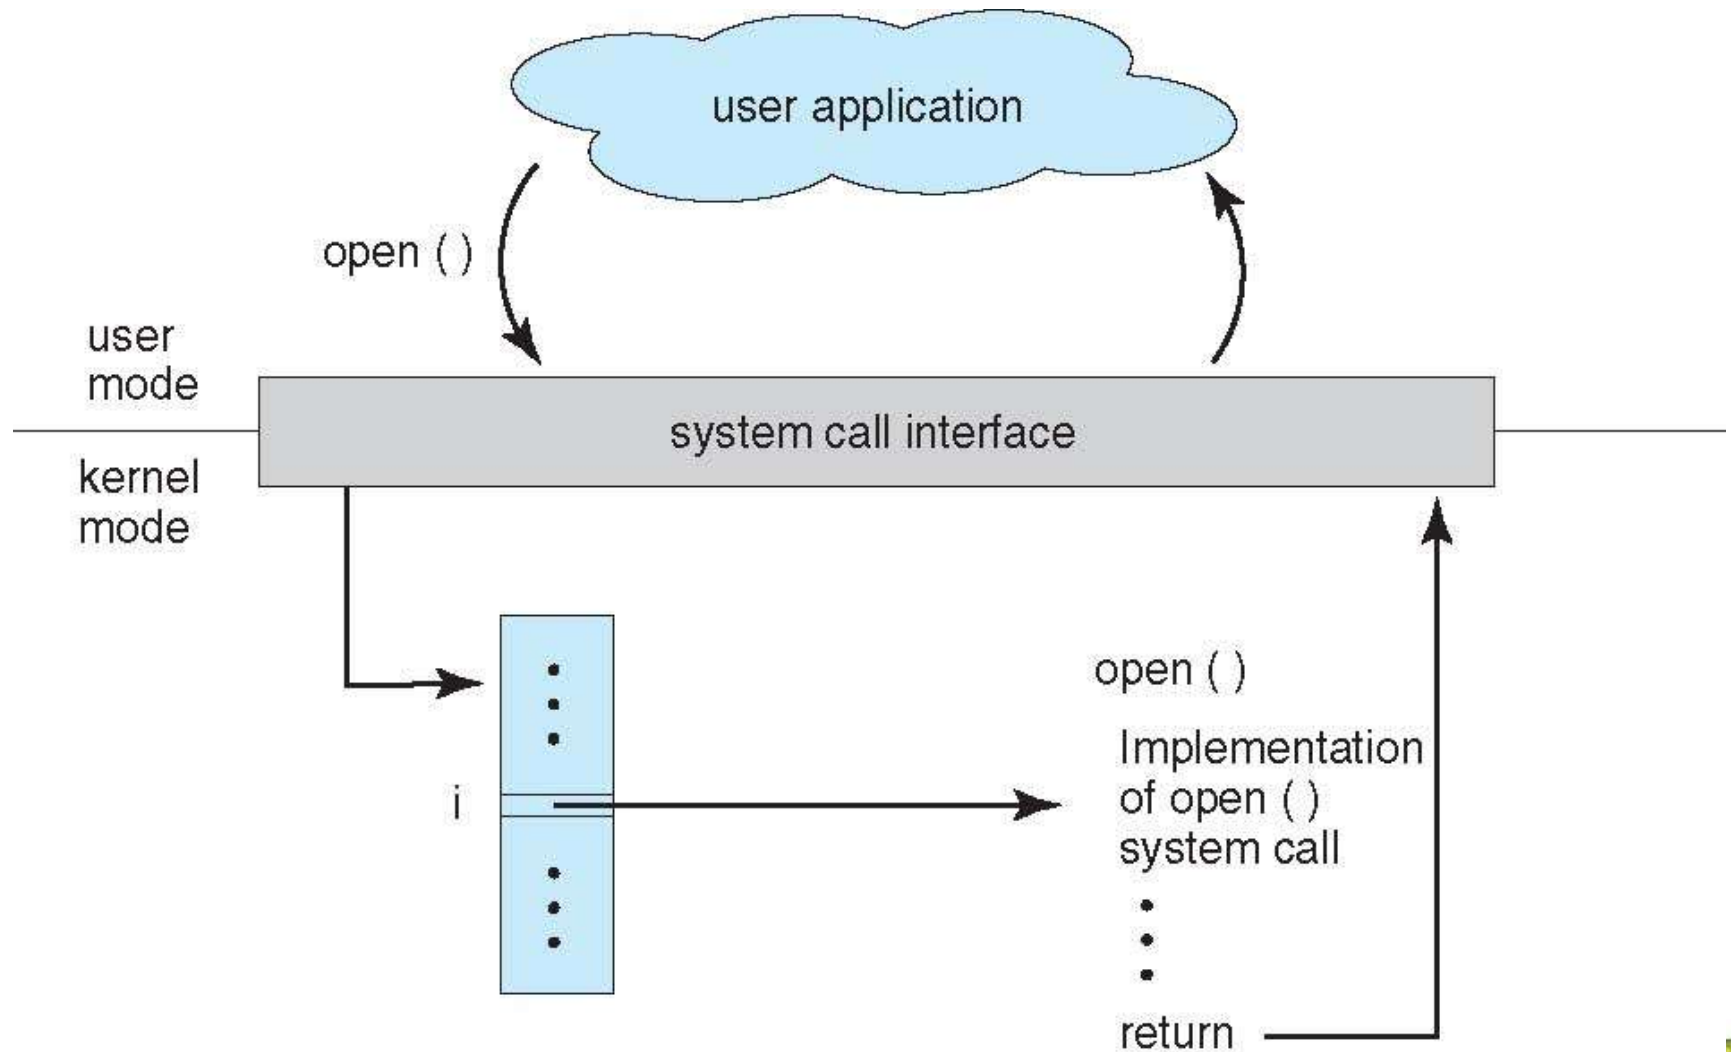 user application
open ( )
user
mode
system call interface
kernel
mode
open ( )
Implementation
of open ( )
system call
i
return